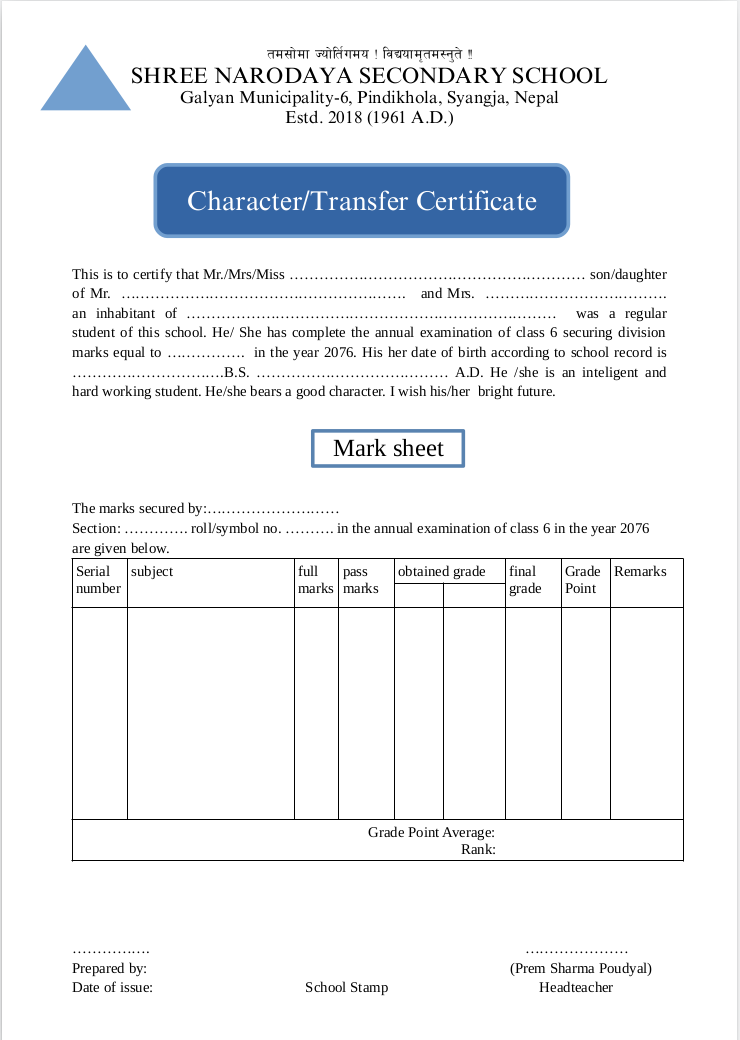 तमसोमा ज्योर्तिगमय ! विद्ययामृतमस्नुते !!
SHREE NARODAYA SECONDARY SCHOOL
Galyan Municipality-6, Pindikhola, Syangja, Nepal
Estd. 2018 (1961 A.D.)
Character/Transfer Certificate
This is to certify that Mr./Mrs/Miss ………………………………………………… son/daughter
of Mr. ……………………………………………… and Mrs. ……………………………
an inhabitant of ……………………………………………………………… was a regular
student of this school. He/ She has complete the annual examination of class 6 securing division
marks equal to …………… in the year 2076. His her date of birth according to school record is
…………………………B.S. ………………………………… A.D. He /she is an inteligent and
hard working student. He/she bears a good character. I wish his/her bright future.
Mark sheet
The marks secured by:………………………
Section: …………. roll/symbol no. ………. in the annual examination of class 6 in the year 2076
are given below.
Serial number subject full marks pass marks obtained grade final grade Grade Point Remarks
Grade Point Average:
Rank:
……………. …………………
Prepared by: (Prem Sharma Poudyal)
Date of issue: School Stamp Headteacher